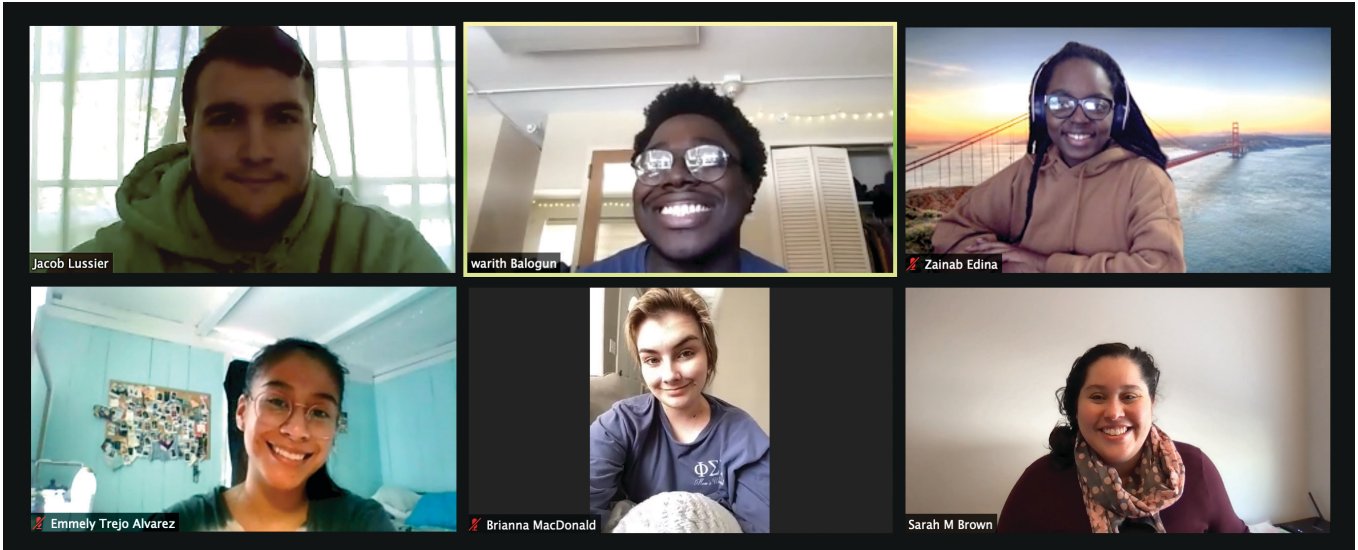 Jacob Lussier
warith Balogun
Zainab Edina
Emmely Trejo Alvarez
ΦΣ
Brianna MacDonald
Sarah M Brown